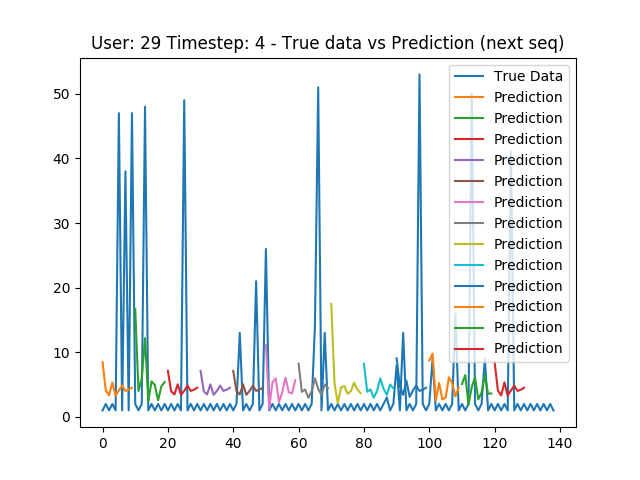 User: 29 Timestep: 4 - True data vs Prediction (next seq)
True Data
Prediction
Prediction
Prediction
Prediction
Prediction
Prediction
Prediction
Prediction
Prediction
Prediction
Prediction
Prediction
Prediction
50
40
30
20
10
0
0 20 40 60 80 100 120 140